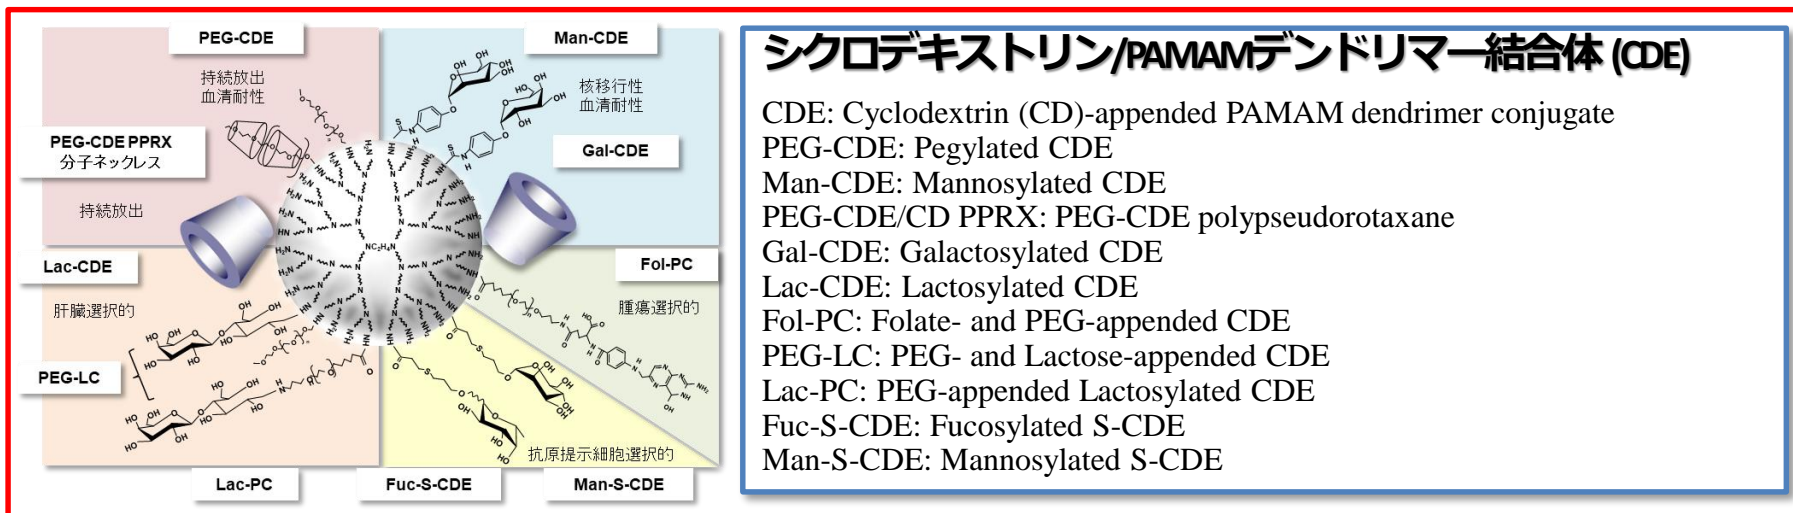 PEG-CDE
持続放出
血清耐性
PEG-CDE PPRX
分子ネックレス
持続放出
Man-CDE
核移行性
血清耐性
Gal-CDE
NC₂H₄N
Lac-CDE
肝臓選択的
PEG-LC
Lac-PC
Fol-PC
腫瘍選択的
抗原提示細胞選択的
Fuc-S-CDE
Man-S-CDE
シクロデキストリン/PAMAMデンドリマー結合体 (CDE)
CDE: Cyclodextrin (CD)-appended PAMAM dendrimer conjugate
PEG-CDE: Pegylated CDE
Man-CDE: Mannosylated CDE
PEG-CDE/CD PPRX: PEG-CDE polypseudorotaxane
Gal-CDE: Galactosylated CDE
Lac-CDE: Lactosylated CDE
Fol-PC: Folate- and PEG-appended CDE
PEG-LC: PEG- and Lactose-appended CDE
Lac-PC: PEG-appended Lactosylated CDE
Fuc-S-CDE: Fucosylated S-CDE
Man-S-CDE: Mannosylated S-CDE